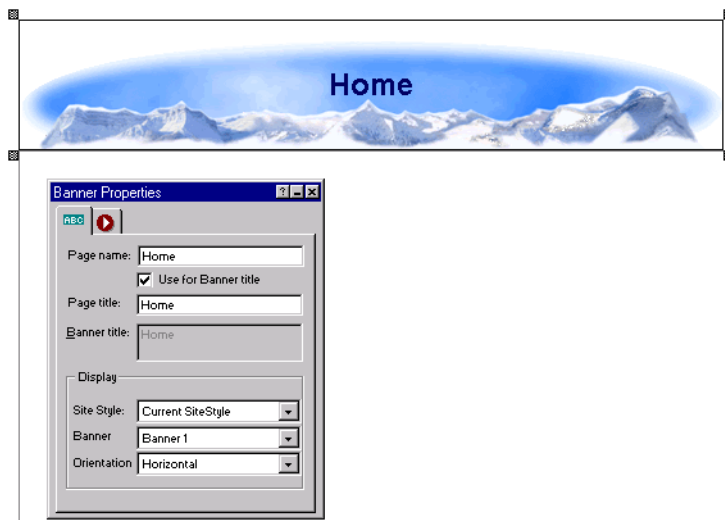 Home
Banner Properties
ABC
Page name: Home
Use for Banner title
Page title: Home
Banner title: Home
Display
Site Style: Current SiteStyle
Banner Banner 1
Orientation Horizontal